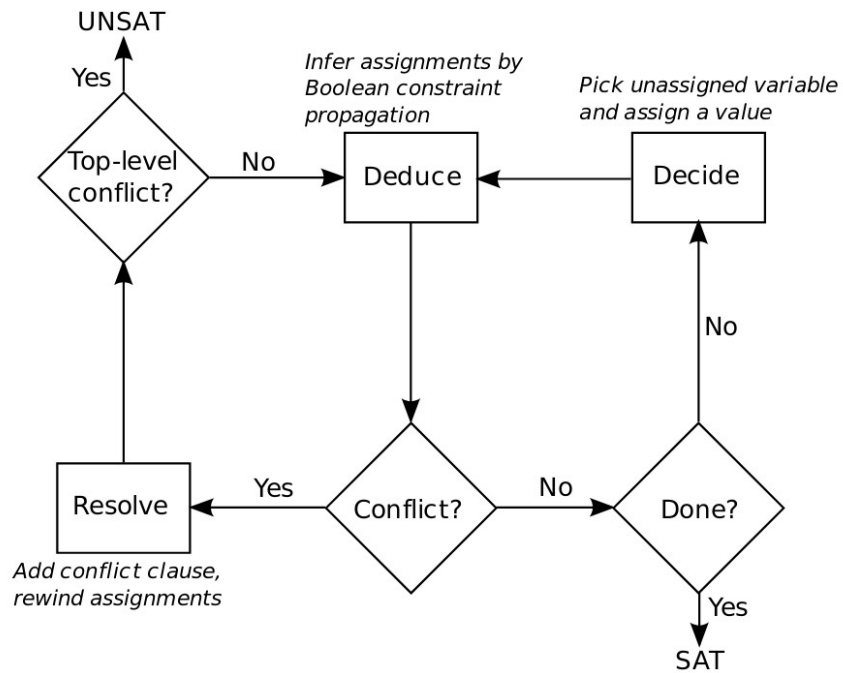 UNSAT
Yes
Infer assignments by
Boolean constraint
propagation
Pick unassigned variable
and assign a value
Top-level
conflict?
No
Deduce
Decide
No
Resolve
Yes
Conflict?
No
Done?
Add conflict clause,
rewind assignments
Yes
SAT